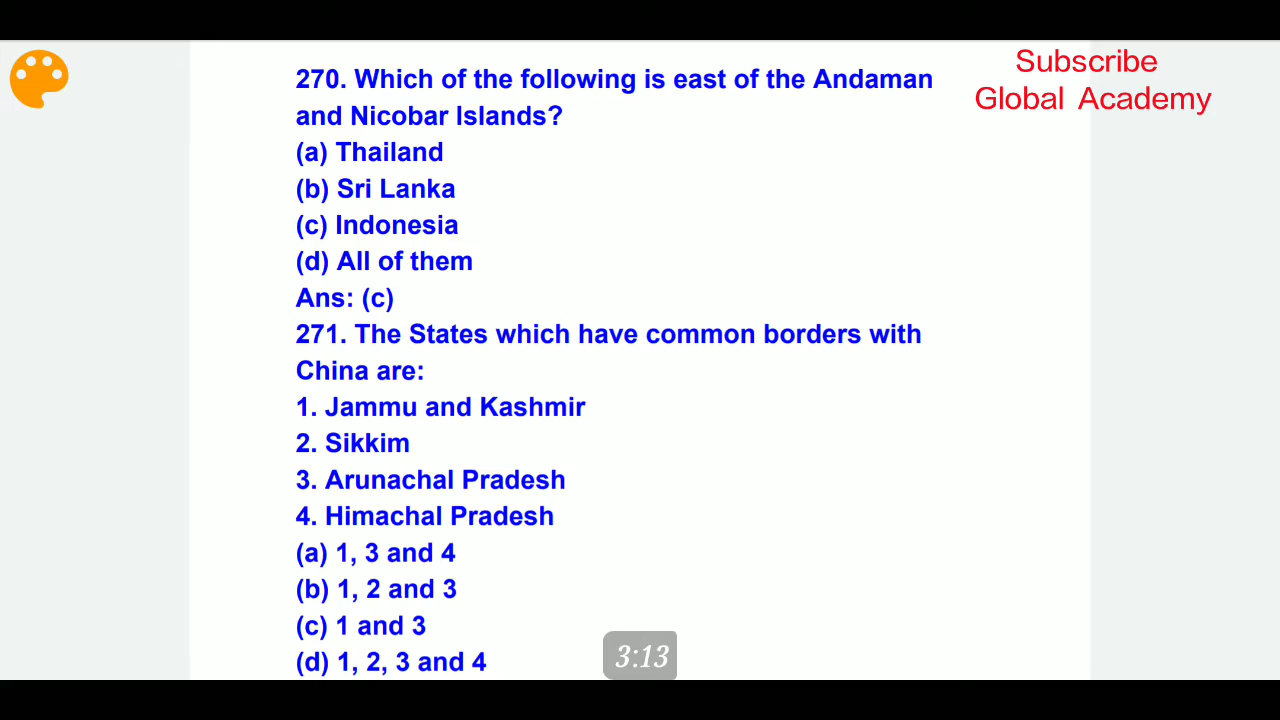 Subscribe
Global Academy
270. Which of the following is east of the Andaman
and Nicobar Islands?
(a) Thailand
(b) Sri Lanka
(c) Indonesia
(d) All of them
Ans: (c)
271. The States which have common borders with
China are:
1. Jammu and Kashmir
2. Sikkim
3. Arunachal Pradesh
4. Himachal Pradesh
(a) 1, 3 and 4
(b) 1, 2 and 3
(c) 1 and 3
(d) 1, 2, 3 and 4
3:13